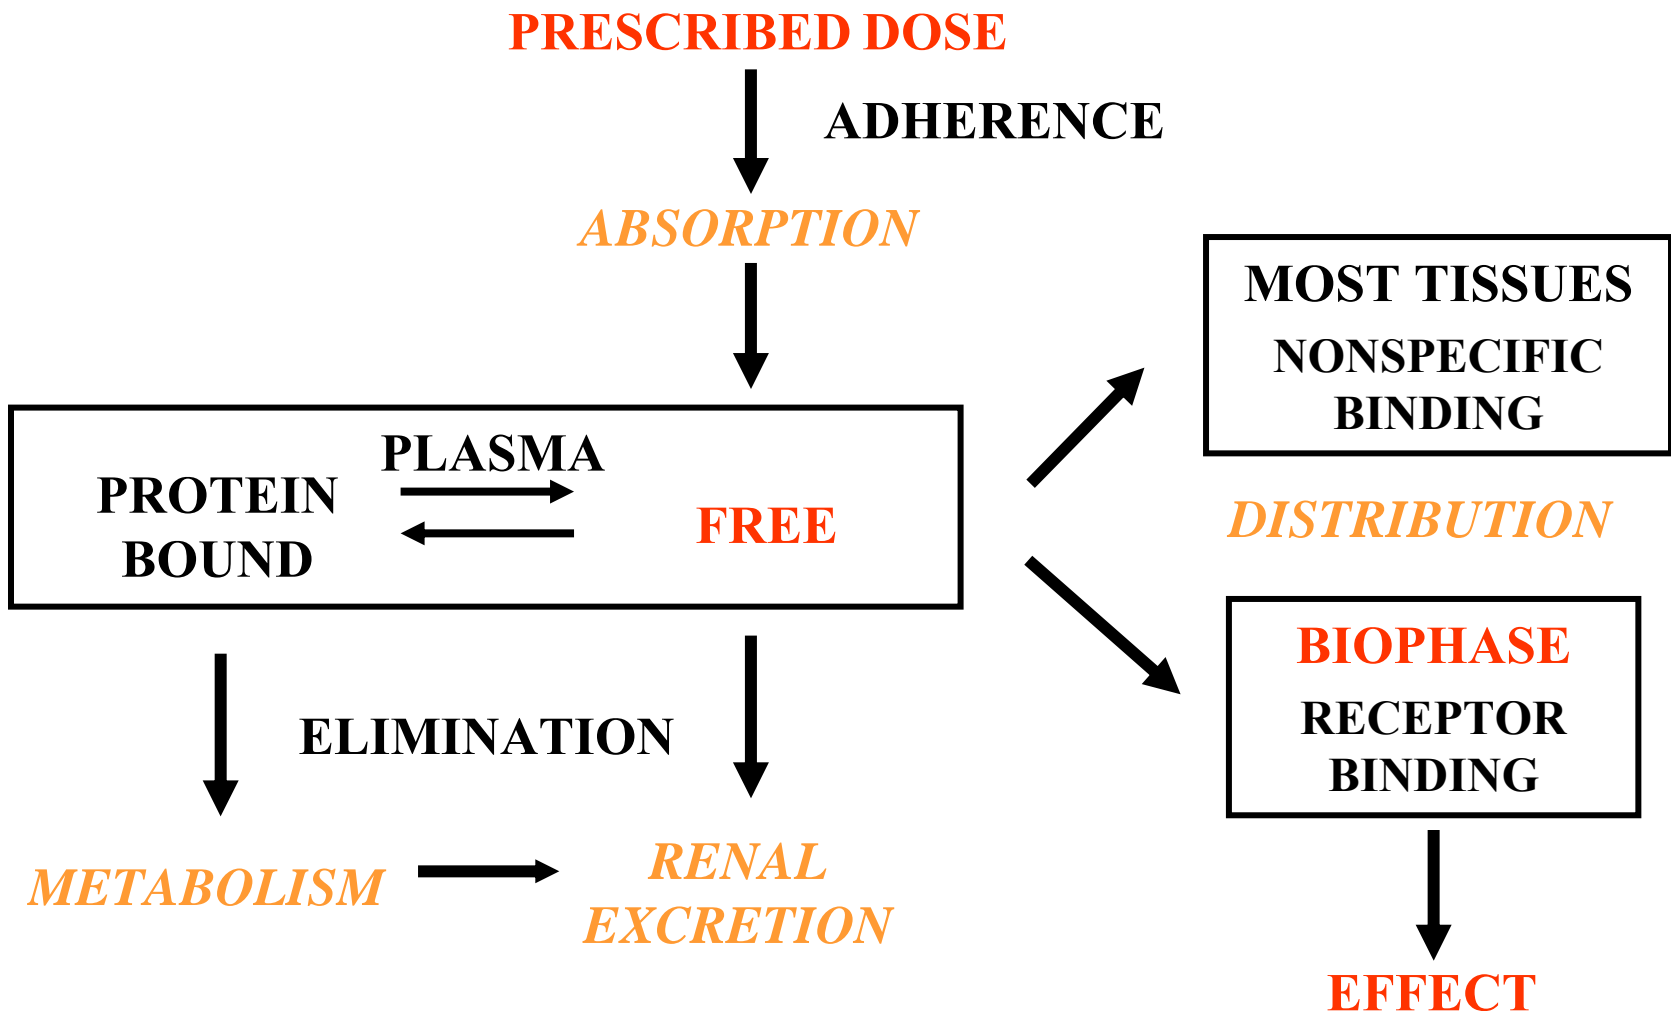 PRESCRIBED DOSE
ADHERENCE
ABSORPTION
MOST TISSUES
NONSPECIFIC
BINDING
PLASMA
PROTEIN
BOUND
FREE
DISTRIBUTION
BIOPHASE
RECEPTOR
BINDING
ELIMINATION
METABOLISM
RENAL
EXCRETION
EFFECT